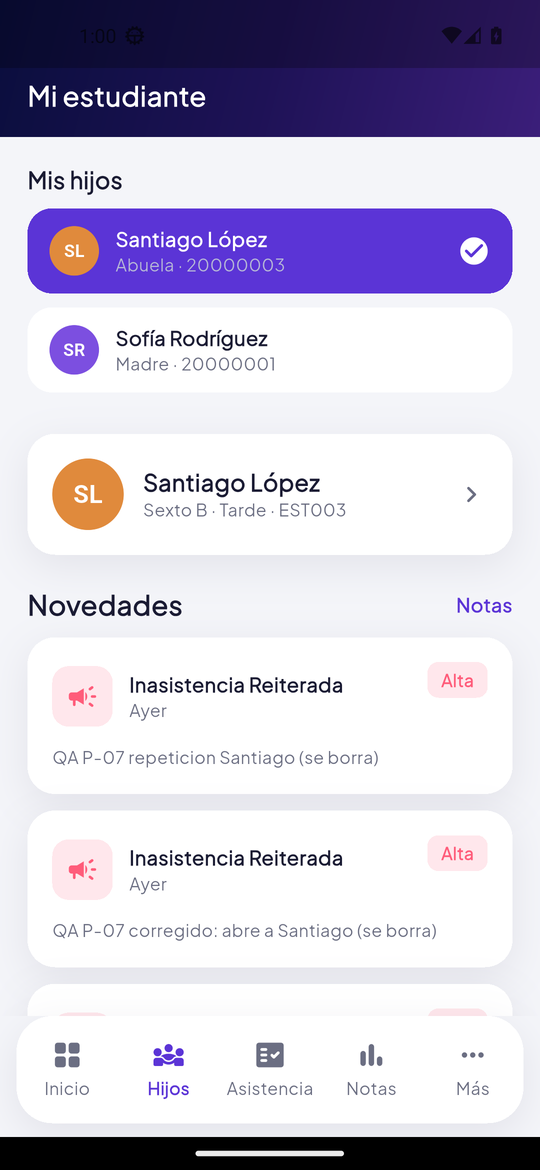 1:00
Mi estudiante
Mis hijos
SL
Santiago López
Abuela · 20000003
SR
Sofía Rodríguez
Madre · 20000001
SL
Santiago López
Sexto B · Tarde · EST003
Novedades
Notas
Inasistencia Reiterada
Alta
Ayer
QA P-07 repeticion Santiago (se borra)
Inasistencia Reiterada
Alta
Ayer
QA P-07 corregido: abre a Santiago (se borra)
Inicio
Hijos
Asistencia
Notas
Más